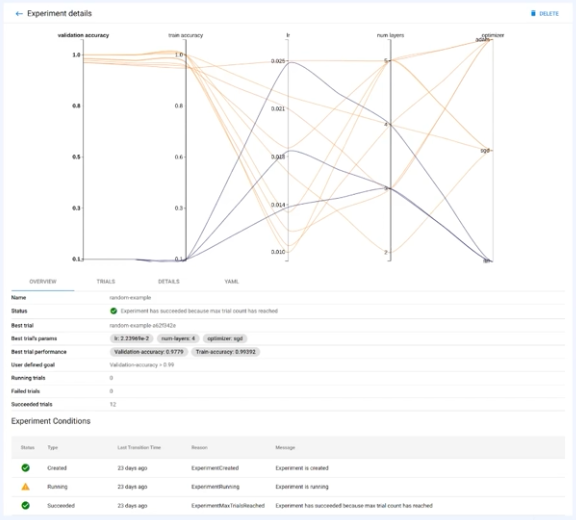 Experiment details
DELETE
validation accuracy train accuracy lr num layers optimizer
1.0 1.0 0.026 5
0.8 0.8 0.021 4
0.5 0.6 0.018 sgd
0.3 0.3 0.014
0.1 0.1 0.010 2
OVERVIEW TRIALS DETAILS YAML
Name random-example
Status Experiment has succeeded because max trial count has reached
Best trial
Best trial's params lr: 2.23969e-2 num-layers: 4 optimizer: sgd
Best trial performance Validation-accuracy: 0.9779 Train-accuracy: 0.99392
User defined goal Validation-accuracy > 0.99
Running trials 0
Failed trials 0
Succeeded trials 12
Experiment Conditions
Status Type Last Transition Time Reason Message
Created 23 days ago ExperimentCreated Experiment is created
Running 23 days ago ExperimentRunning Experiment is running
Succeeded 23 days ago ExperimentMaxTrialsReached Experiment has succeeded because max trial count has reached